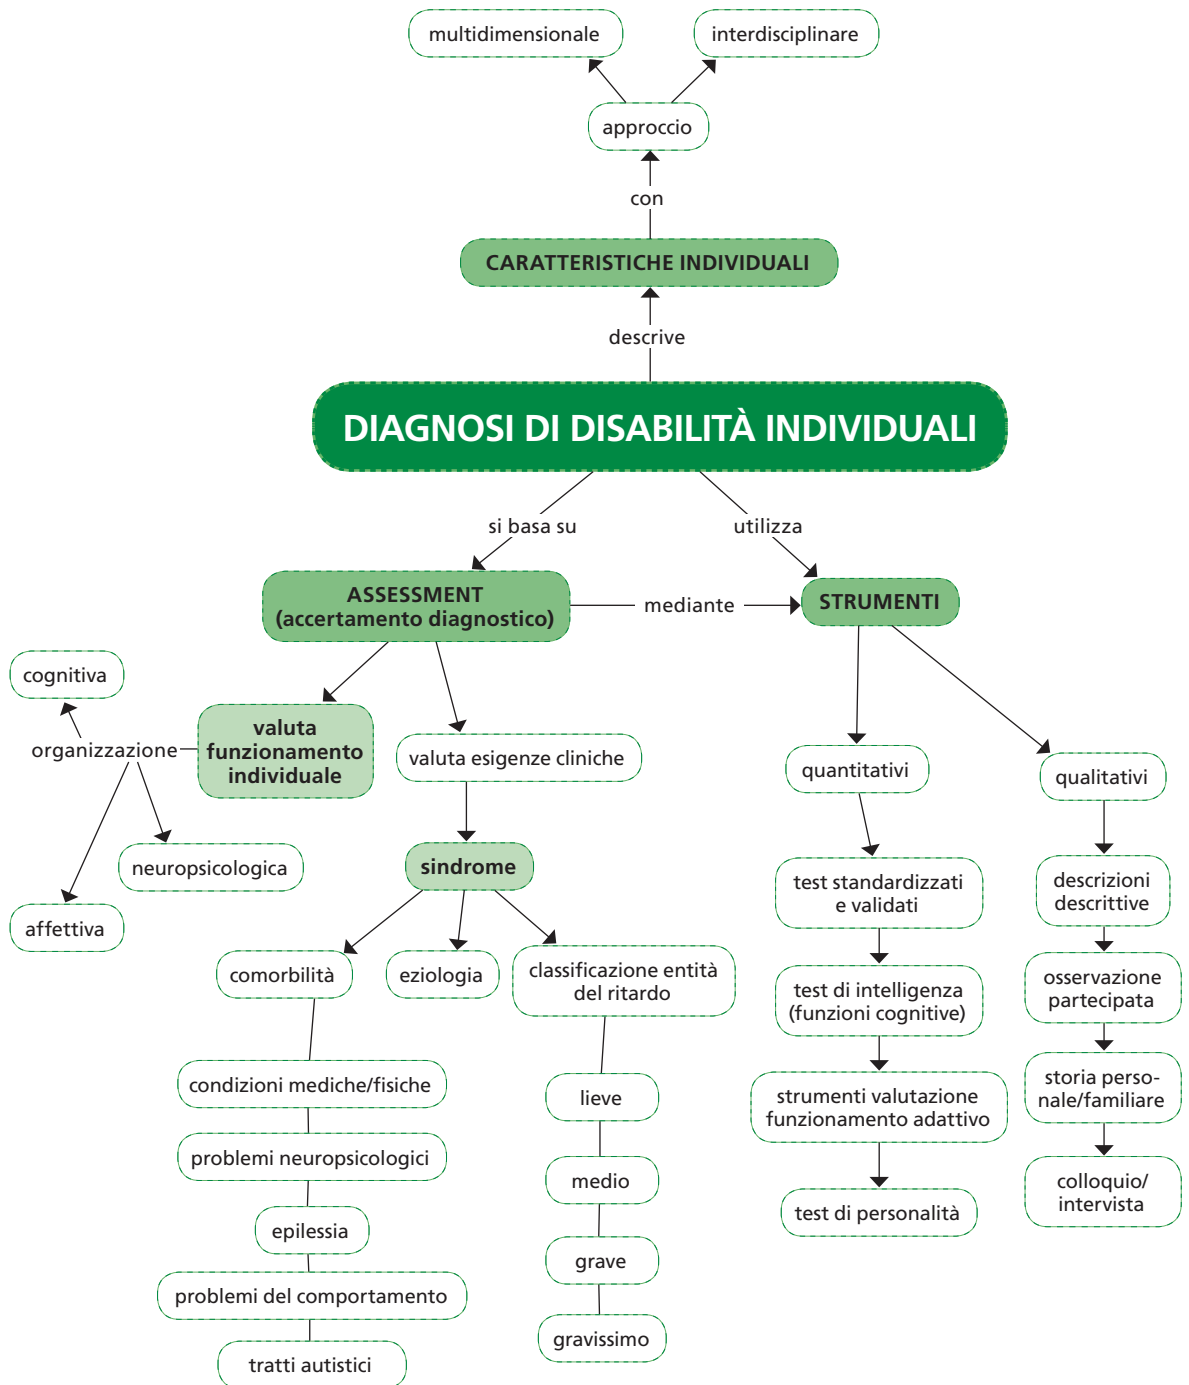 multidimensionale
interdisciplinare
approccio
con
CARATTERISTICHE INDIVIDUALI
descrive
DIAGNOSI DI DISABILITÀ INDIVIDUALI
si basa su
utilizza
ASSESSMENT
(accertamento diagnostico)
mediante
STRUMENTI
cognitiva
organizzazione
valuta
funzionamento
individuale
neuropsicologica
affettiva
valuta esigenze cliniche
sindrome
comorbilità
eziologia
classificazione entità
del ritardo
condizioni mediche/fisiche
problemi neuropsicologici
epilessia
problemi del comportamento
tratti autistici
lieve
medio
grave
gravissimo
quantitativi
test standardizzati
e validati
test di intelligenza
(funzioni cognitive)
strumenti valutazione
funzionamento adattivo
test di personalità
qualitativi
descrizioni
descrittive
osservazione
partecipata
storia perso-
nale/familiare
colloquio/
intervista